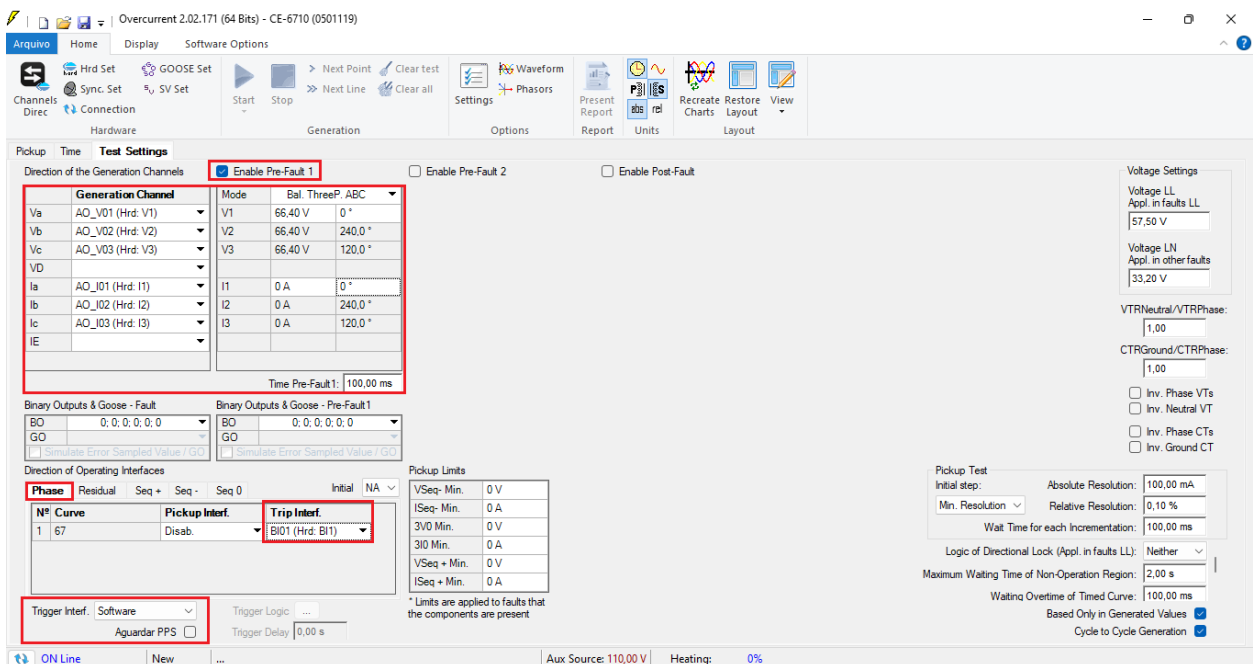 Overcurrent 2.02.171 (64 Bits) - CE-6710 (0501119)
Arquivo Home Display Software Options
Channels Direc
Hrd Set
GOOSE Set
Sync. Set
SV Set
Connection
Hardware
Start
Stop
Next Point
Clear test
Next Line
Clear all
Generation
Settings
Waveform
Phasors
Options
Present Report
Report
abs rel
Units
Recreate Charts
Restore Layout
View
Layout
Pickup Time Test Settings
Direction of the Generation Channels
Enable Pre-Fault 1
Enable Pre-Fault 2
Enable Post-Fault
Generation Channel
Va AO_V01 (Hrd: V1)
Vb AO_V02 (Hrd: V2)
Vc AO_V03 (Hrd: V3)
VD
Ia AO_I01 (Hrd: I1)
Ib AO_I02 (Hrd: I2)
Ic AO_I03 (Hrd: I3)
IE
Mode Bal. ThreeP. ABC
V1 66,40 V 0 °
V2 66,40 V 240,0 °
V3 66,40 V 120,0 °
I1 0 A 0 °
I2 0 A 240,0 °
I3 0 A 120,0 °
Time Pre-Fault1: 100,00 ms
Voltage Settings
Voltage LL
Appl. in faults LL
57,50 V
Voltage LN
Appl. in other faults
33,20 V
VTRNeutral/VTRPhase:
1,00
CTRGround/CTRPhase:
1,00
Inv. Phase VTs
Inv. Neutral VT
Inv. Phase CTs
Inv. Ground CT
Binary Outputs & Goose - Fault
BO 0; 0; 0; 0; 0; 0
GO
Simulate Error Sampled Value / GO
Binary Outputs & Goose - Pre-Fault1
BO 0; 0; 0; 0; 0; 0
GO
Simulate Error Sampled Value / GO
Direction of Operating Interfaces
Phase Residual Seq + Seq - Seq 0
Initial NA
Nº Curve Pickup Interf. Trip Interf.
1 67 Disab. BI01 (Hrd: BI1)
Trigger Interf. Software
Aguardar PPS
Trigger Logic ...
Trigger Delay 0,00 s
Pickup Limits
VSeq- Min. 0 V
ISeq- Min. 0 A
3V0 Min. 0 V
3I0 Min. 0 A
VSeq + Min. 0 V
ISeq + Min. 0 A
* Limits are applied to faults that
the components are present
Pickup Test
Initial step:
Min. Resolution
Absolute Resolution: 100,00 mA
Relative Resolution: 0,10 %
Wait Time for each Incrementation: 100,00 ms
Logic of Directional Lock (Appl. in faults LL): Neither
Maximum Waiting Time of Non-Operation Region: 2,00 s
Waiting Overtime of Timed Curve: 100,00 ms
Based Only in Generated Values
Cycle to Cycle Generation
ON Line New ... Aux Source: 110,00 V Heating: 0%